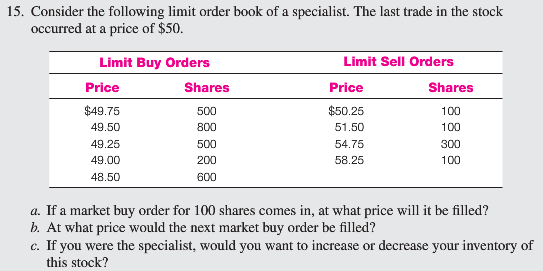 15. Consider the following limit order book of a specialist. The last trade in the stock
occurred at a price of $50.
Limit Buy Orders Limit Sell Orders
Price Shares Price Shares
$49.75 500 $50.25 100
49.50 800 51.50 100
49.25 500 54.75 300
49.00 200 58.25 100
48.50 600
a. If a market buy order for 100 shares comes in, at what price will it be filled?
b. At what price would the next market buy order be filled?
c. If you were the specialist, would you want to increase or decrease your inventory of
this stock?